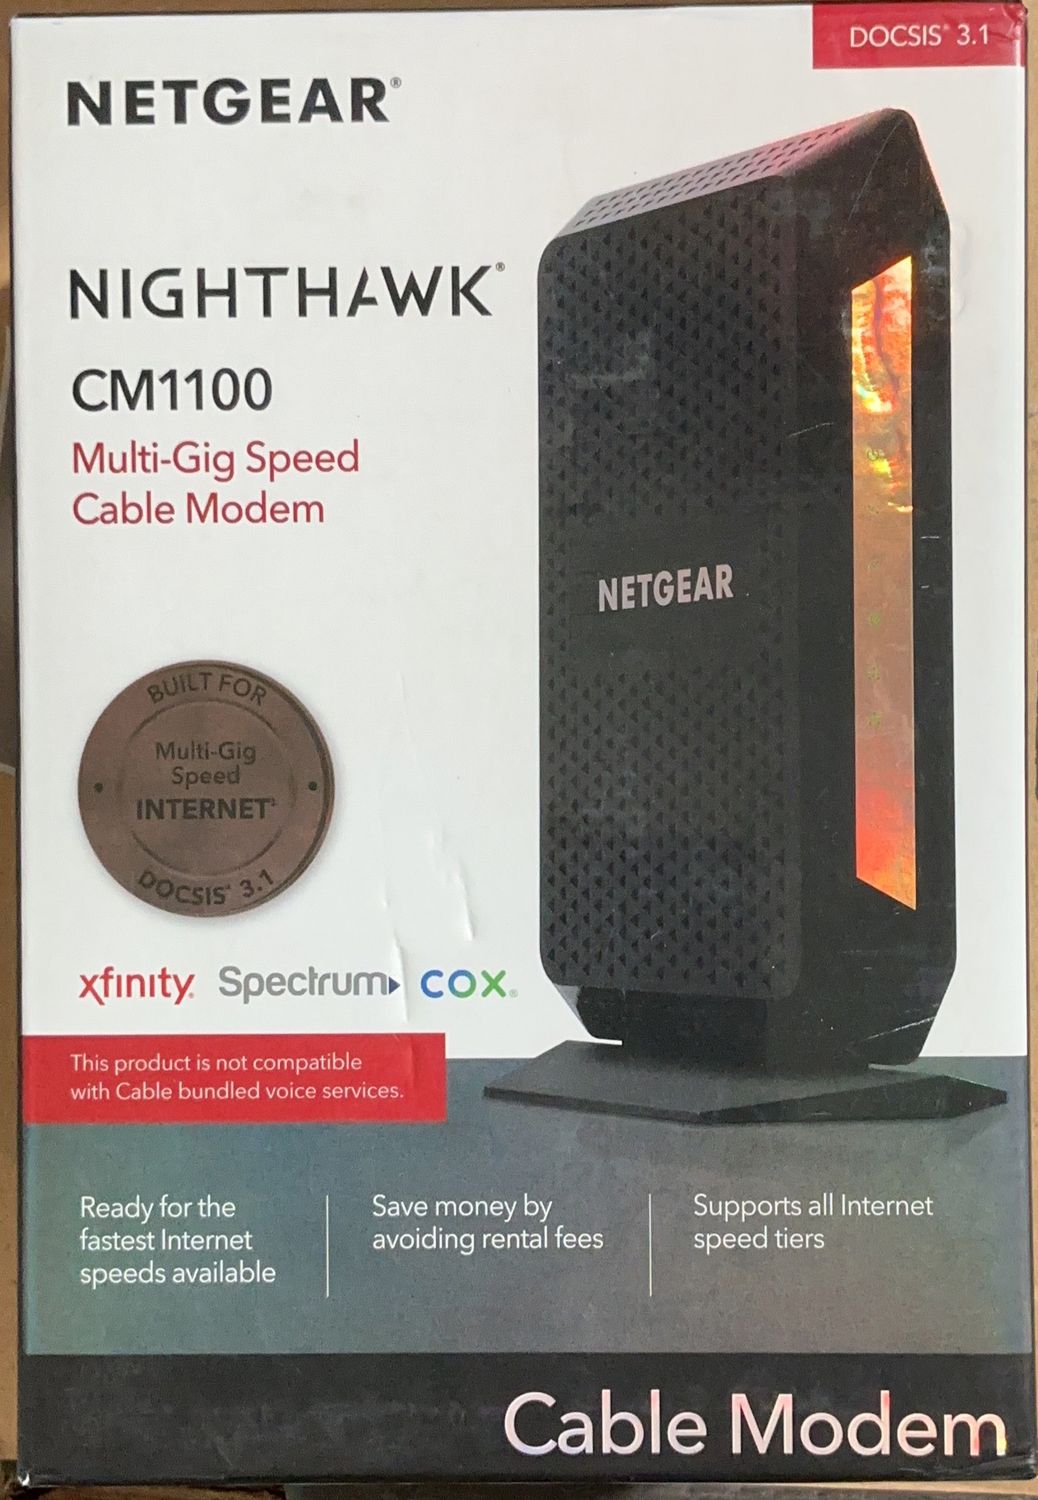 DOCSIS® 3.1
NETGEAR®
NIGHTHAWK®
CM1100
Multi-Gig Speed
Cable Modem
NETGEAR
BUILT FOR
Multi-Gig
Speed
INTERNET‡
DOCSIS® 3.1
xfinity. Spectrum COX®
This product is not compatible
with Cable bundled voice services.
Ready for the
fastest Internet
speeds available
Save money by
avoiding rental fees
Supports all Internet
speed tiers
Cable Modem